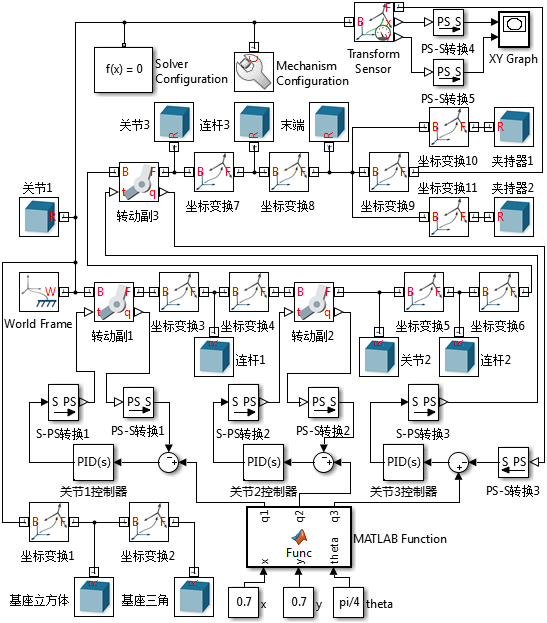 F
B x
y
Transform
Sensor
PS S
PS-S转换4
PS S
PS-S转换5
XY Graph
f(x) = 0
Solver
Configuration
Mechanism
Configuration
关节3
连杆3
末端
R
R
R
B F
坐标变换10
R
夹持器1
B F
t q
转动副3
B F
坐标变换7
B F
坐标变换8
B F
坐标变换9
坐标变换11
B F
R
夹持器2
关节1
R
W
World Frame
B F
t q
转动副1
B F
坐标变换3
B F
坐标变换4
B F
t q
转动副2
B F
坐标变换5
B F
坐标变换6
R
连杆1
R
关节2
R
连杆2
S PS
S-PS转换1
PS S
PS-S转换1
S PS
S-PS转换2
PS S
PS-S转换2
S PS
S-PS转换3
PID(s)
关节1控制器
+
−
PID(s)
关节2控制器
+
−
PID(s)
关节3控制器
+
−
S PS
PS-S转换3
B F
坐标变换1
B F
坐标变换2
q1 q2 q3
Func
x y theta
MATLAB Function
基座立方体
R
基座三角
R
0.7 x
0.7 y
pi/4 theta